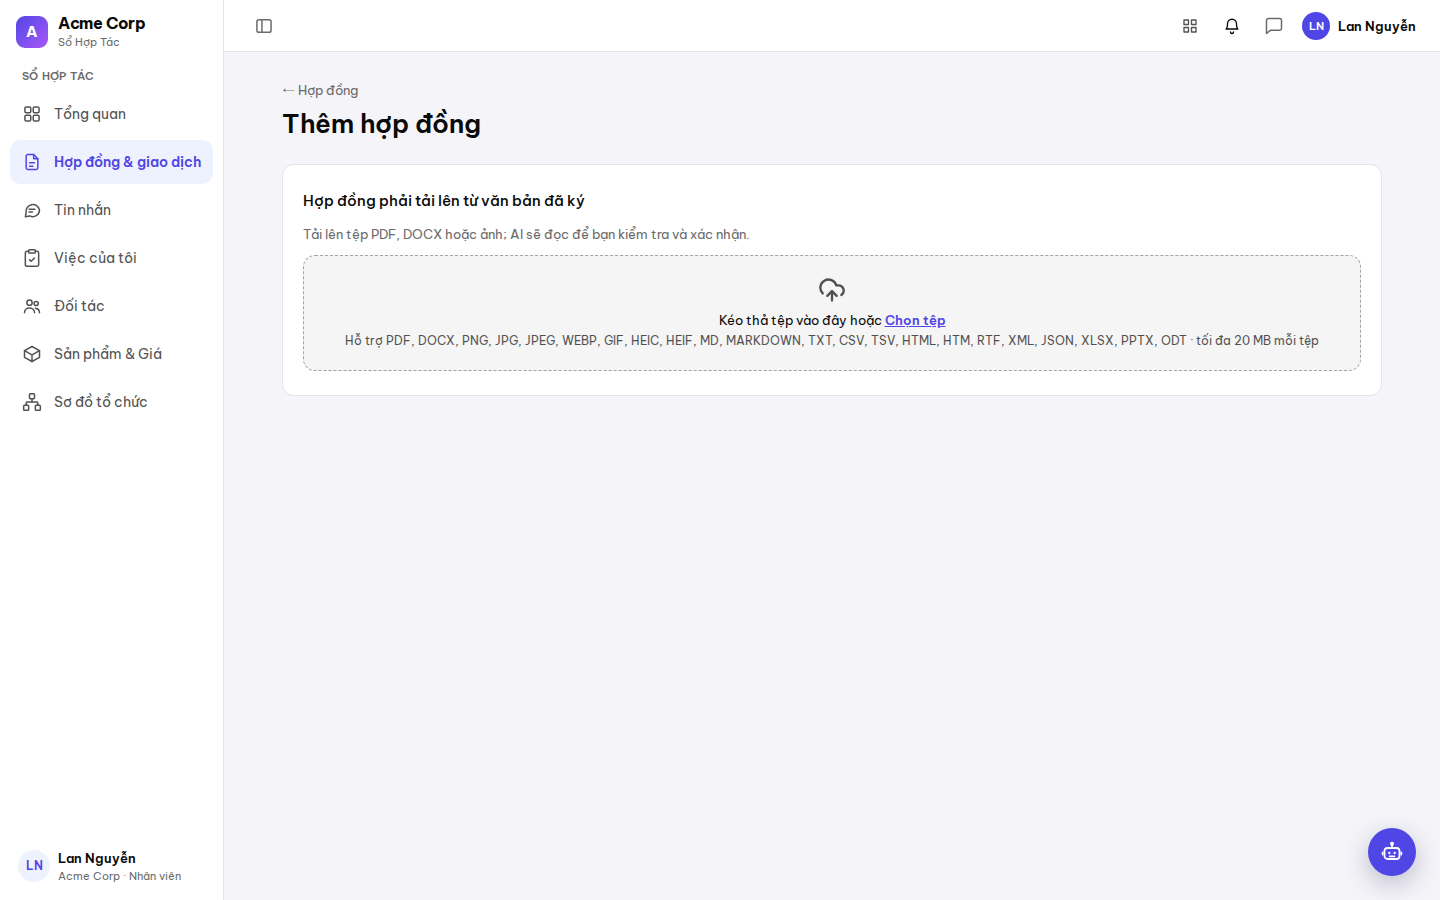 A
Acme Corp
Sổ Hợp Tác
SỔ HỢP TÁC
Tổng quan
Hợp đồng & giao dịch
Tin nhắn
Việc của tôi
Đối tác
Sản phẩm & Giá
Sơ đồ tổ chức
LN
Lan Nguyễn
Acme Corp · Nhân viên
LN Lan Nguyễn
← Hợp đồng
Thêm hợp đồng
Hợp đồng phải tải lên từ văn bản đã ký
Tải lên tệp PDF, DOCX hoặc ảnh; AI sẽ đọc để bạn kiểm tra và xác nhận.
Kéo thả tệp vào đây hoặc Chọn tệp
Hỗ trợ PDF, DOCX, PNG, JPG, JPEG, WEBP, GIF, HEIC, HEIF, MD, MARKDOWN, TXT, CSV, TSV, HTML, HTM, RTF, XML, JSON, XLSX, PPTX, ODT · tối đa 20 MB mỗi tệp